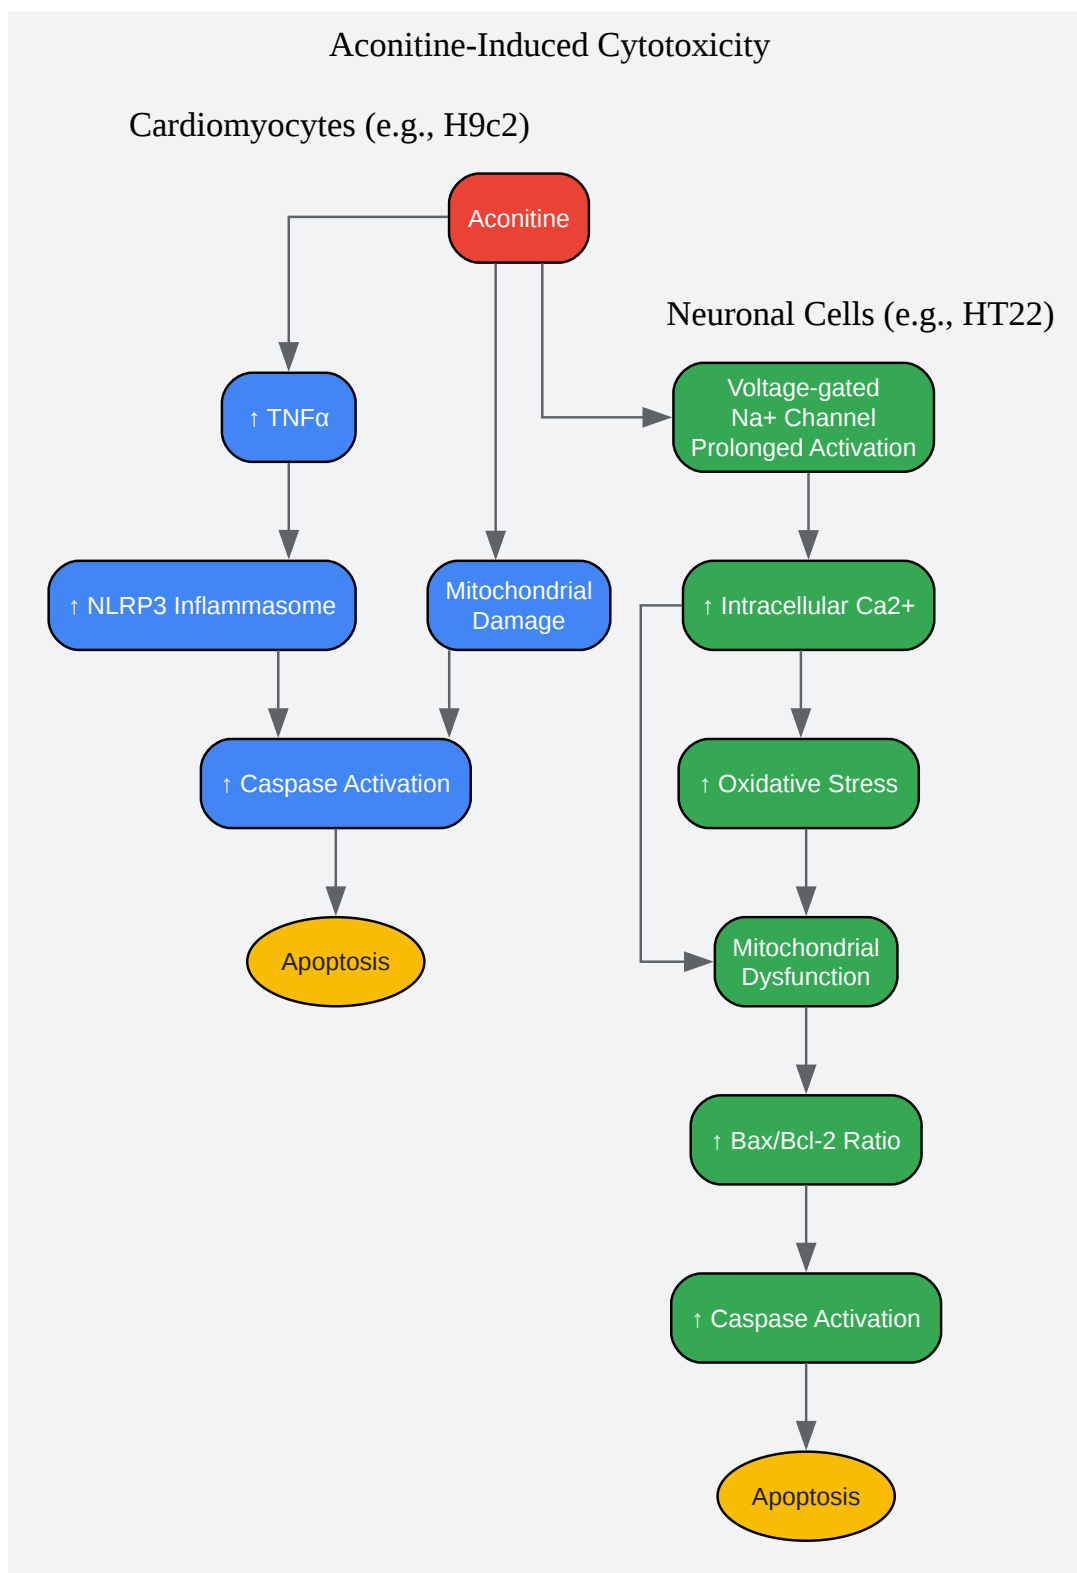 Aconitine-Induced Cytotoxicity
Cardiomyocytes (e.g., H9c2)
Aconitine
Neuronal Cells (e.g., HT22)
↑ TNFα
Voltage-gated
Na+ Channel
Prolonged Activation
↑ NLRP3 Inflammasome
Mitochondrial
Damage
↑ Intracellular Ca2+
↑ Caspase Activation
↑ Oxidative Stress
Apoptosis
Mitochondrial
Dysfunction
↑ Bax/Bcl-2 Ratio
↑ Caspase Activation
Apoptosis